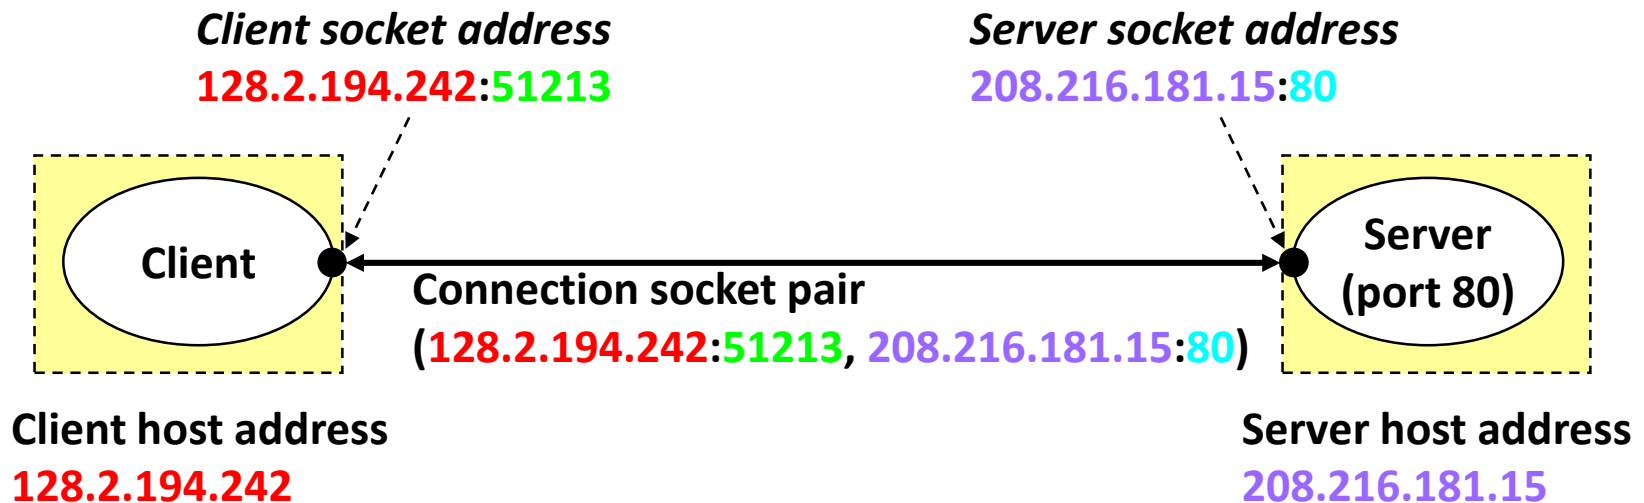 Client socket address
128.2.194.242:51213
Server socket address
208.216.181.15:80
Client
Server
(port 80)
Connection socket pair
(128.2.194.242:51213, 208.216.181.15:80)
Client host address
128.2.194.242
Server host address
208.216.181.15